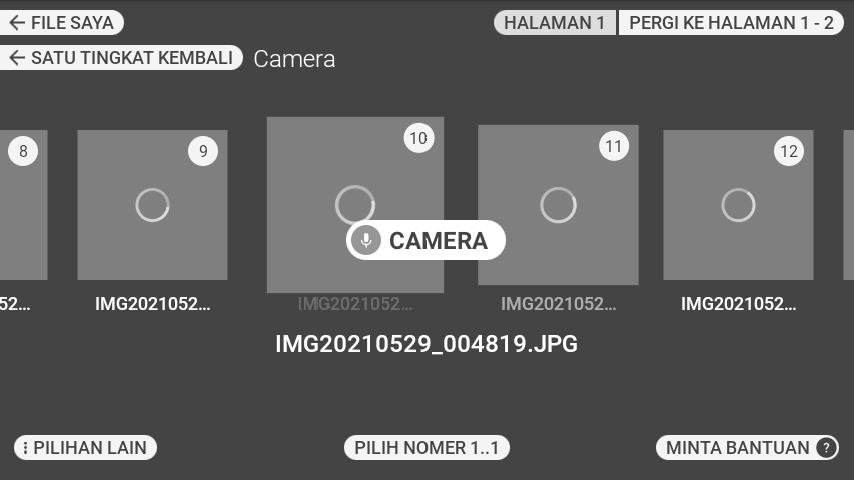 FILE SAYA
HALAMAN 1
PERGI KE HALAMAN 1 - 2
SATU TINGKAT KEMBALI
Camera
8
9
10
11
12
CAMERA
52...
IMG2021052...
IMG2021052...
IMG2021052...
IMG2021052...
IMG20210529_004819.JPG
PILIHAN LAIN
PILIH NOMER 1..1
MINTA BANTUAN ?